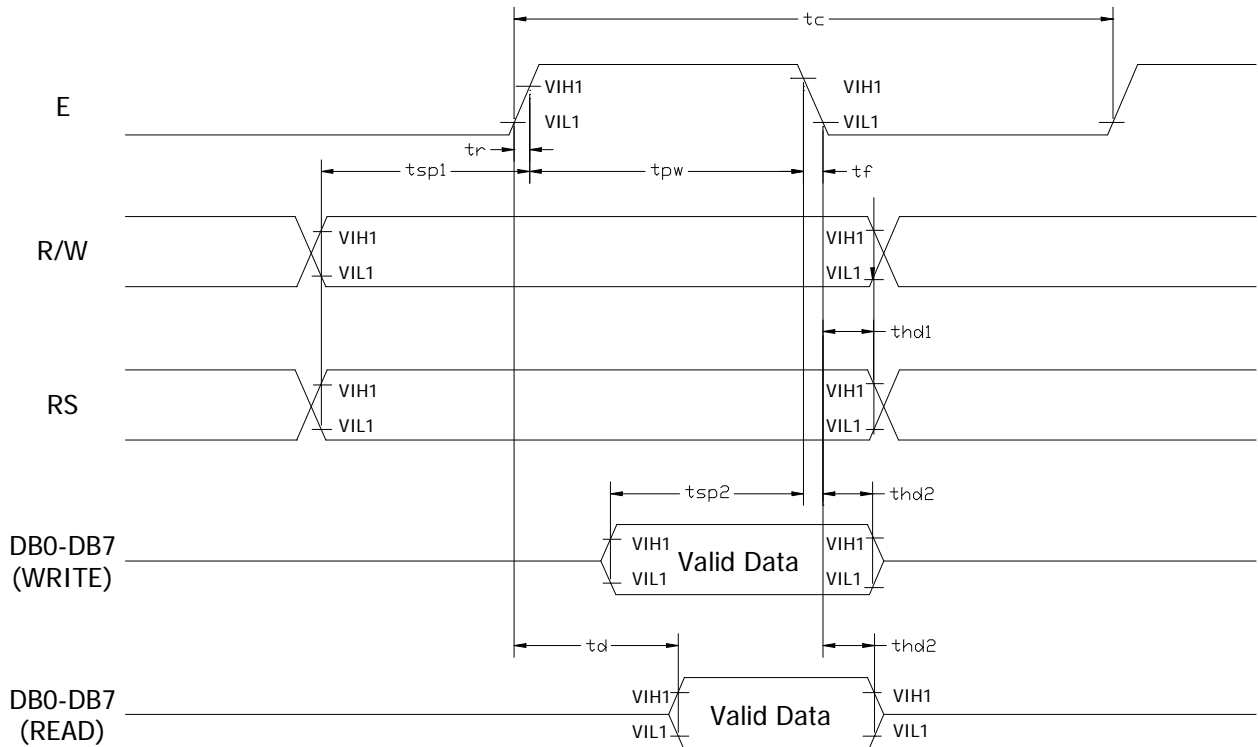 tc
E
VIH1
VIH1
VIL1
VIL1
tr
tsp1
tpw
tf
R/W
VIH1
VIH1
VIL1
VIL1
thd1
RS
VIH1
VIH1
VIL1
VIL1
tsp2
thd2
DB0-DB7
(WRITE)
VIH1
Valid Data
VIH1
VIL1
VIL1
td
thd2
DB0-DB7
(READ)
VIH1
Valid Data
VIH1
VIL1
VIL1